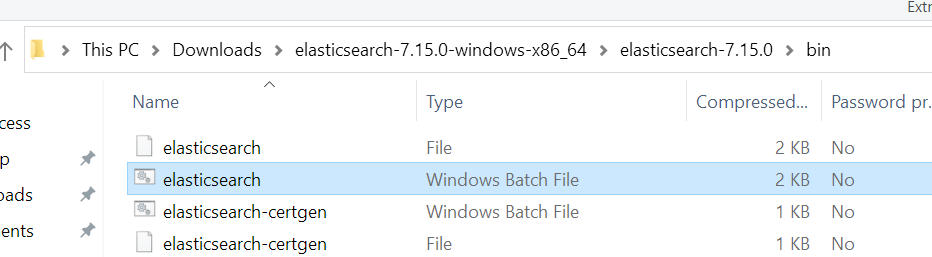 Extr
This PC > Downloads > elasticsearch-7.15.0-windows-x86_64 > elasticsearch-7.15.0 > bin
Name Type Compressed... Password pr.
cess
elasticsearch File 2 KB No
p
elasticsearch Windows Batch File 2 KB No
oads
elasticsearch-certgen Windows Batch File 1 KB No
ents
elasticsearch-certgen File 1 KB No